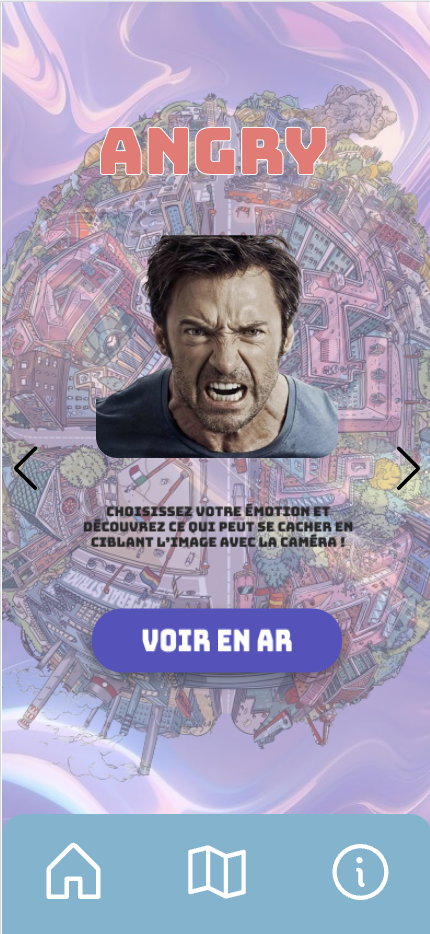 ANGRY
CHOISISSEZ VOTRE ÉMOTION ET
DÉCOUVREZ CE QUI PEUT SE CACHER EN
CIBLANT L'IMAGE AVEC LA CAMÉRA !
VOIR EN AR